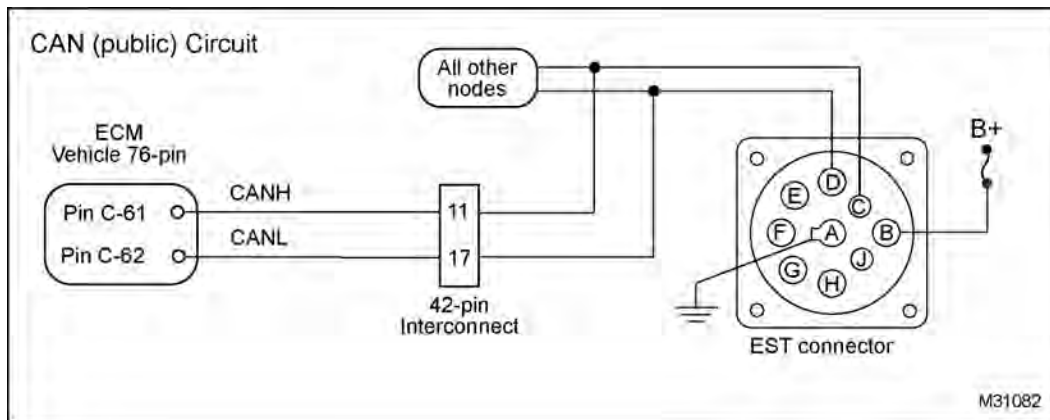 CAN (public) Circuit
All other
nodes
ECM
Vehicle 76-pin
B+
Pin C-61
CANH
11
Pin C-62
CANL
17
42-pin
Interconnect
D
E
C
F
A
B
G
J
H
EST connector
M31082